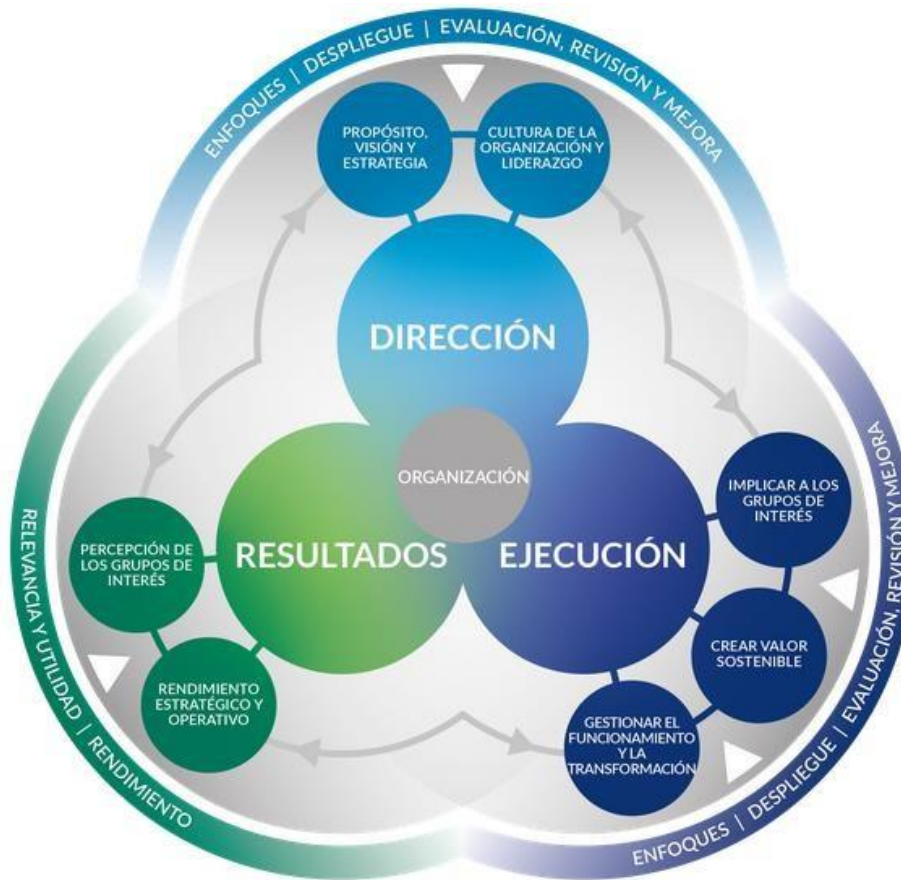 ENFOQUES | DESPLIEGUE | EVALUACIÓN, REVISIÓN Y MEJORA
PROPÓSITO,
VISIÓN Y
ESTRATEGIA
CULTURA DE LA
ORGANIZACIÓN Y
LIDERAZGO
DIRECCIÓN
ORGANIZACIÓN
RESULTADOS
EJECUCIÓN
PERCEPCIÓN DE
LOS GRUPOS DE
INTERÉS
RENDIMIENTO
ESTRATÉGICO Y
OPERATIVO
IMPLICAR A LOS
GRUPOS DE
INTERÉS
CREAR VALOR
SOSTENIBLE
GESTIONAR EL
FUNCIONAMIENTO
Y LA
TRANSFORMACIÓN
RELEVANCIA Y UTILIDAD | RENDIMIENTO
ENFOQUES | DESPLIEGUE | EVALUACIÓN, REVISIÓN Y MEJORA